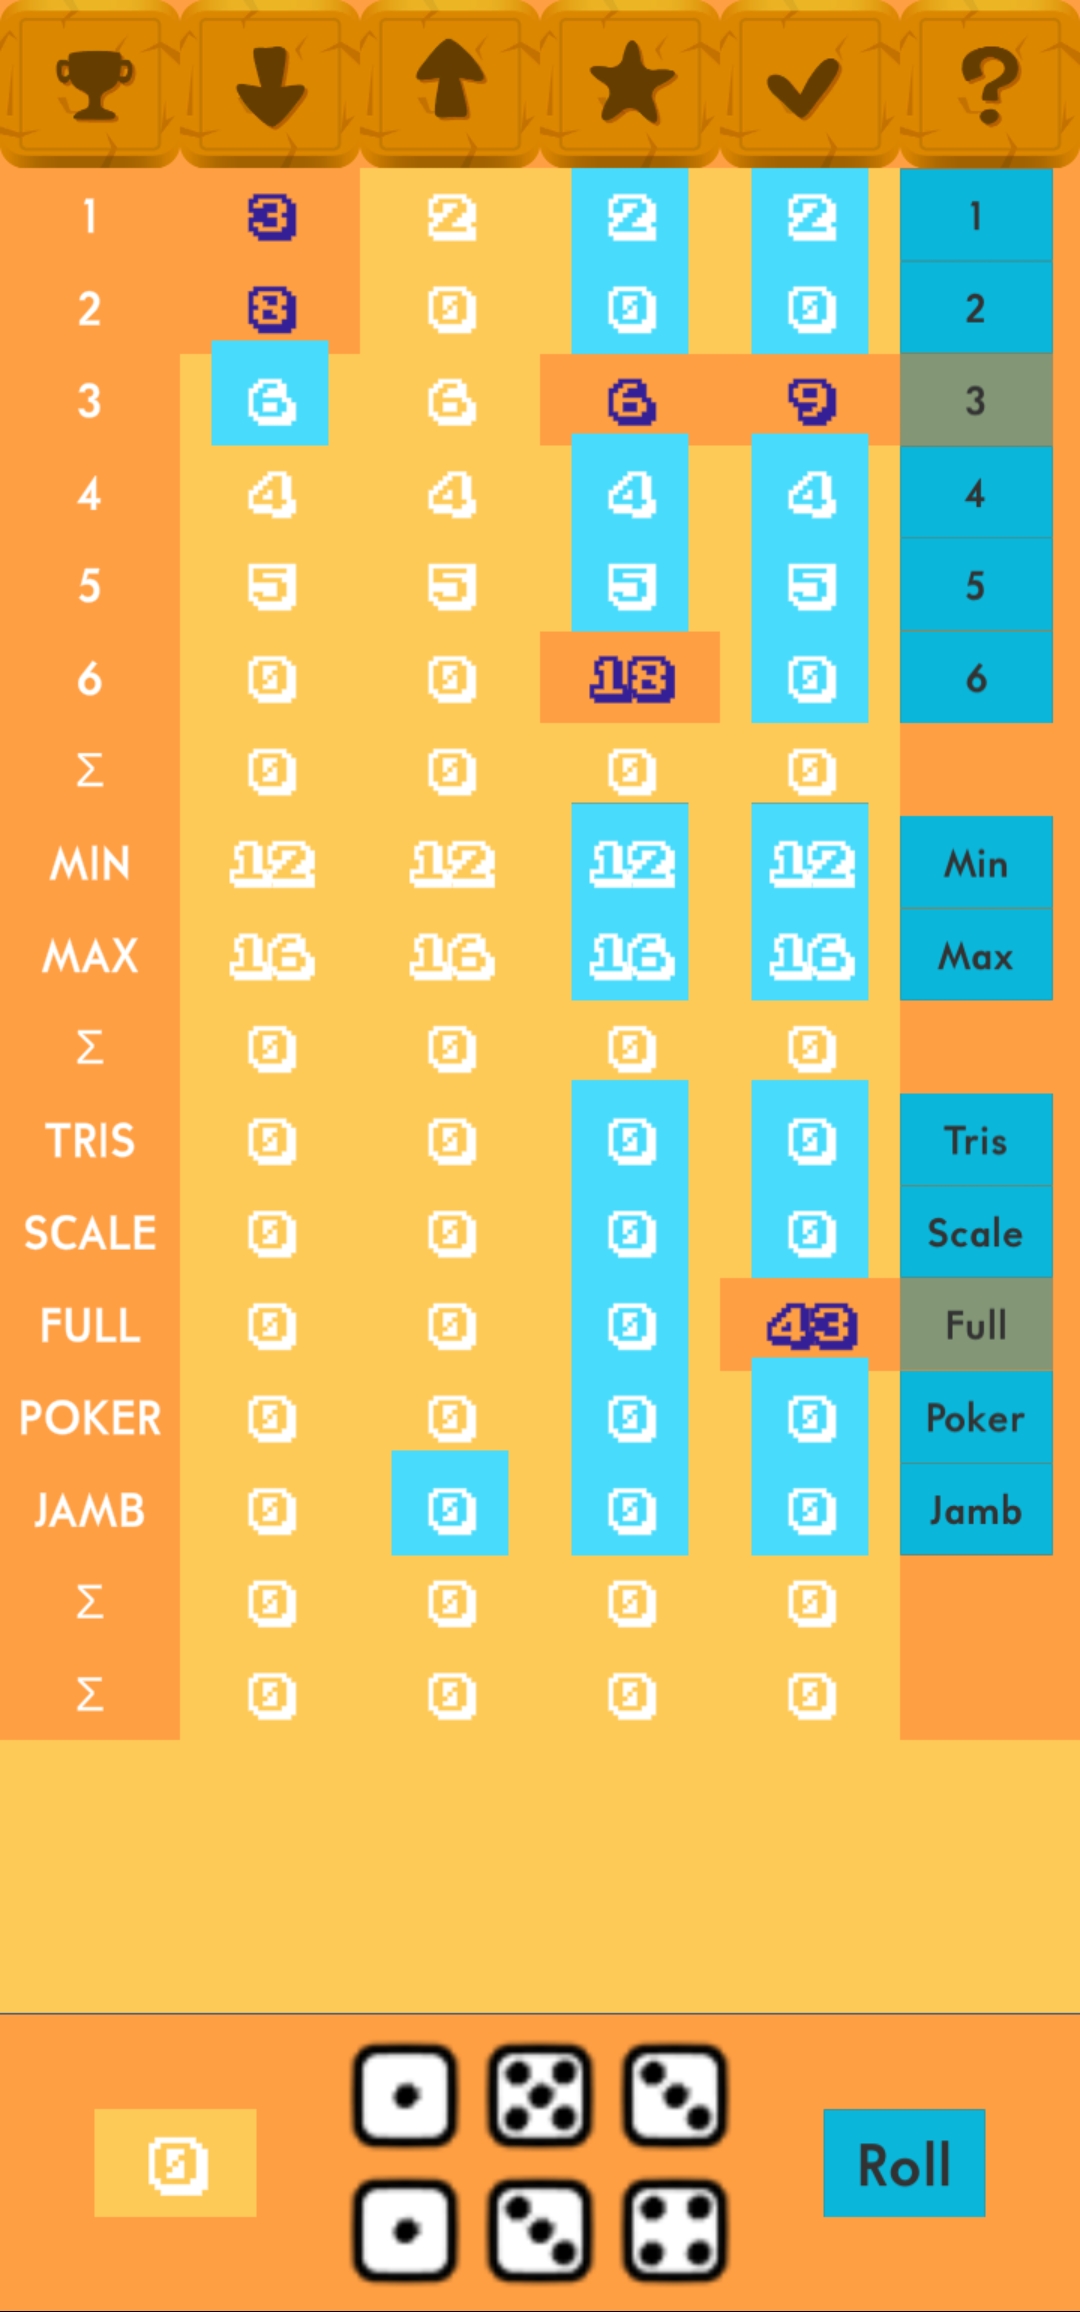 1 3 2 2 2 1
2 8 0 0 0 2
3 6 6 6 9 3
4 4 4 4 4 4
5 5 5 5 5 5
6 0 0 18 0 6
Σ 0 0 0 0
MIN 12 12 12 12 Min
MAX 16 16 16 16 Max
Σ 0 0 0 0
TRIS 0 0 0 0 Tris
SCALE 0 0 0 0 Scale
FULL 0 0 0 43 Full
POKER 0 0 0 0 Poker
JAMB 0 0 0 0 Jamb
Σ 0 0 0 0
Σ 0 0 0 0
0 Roll